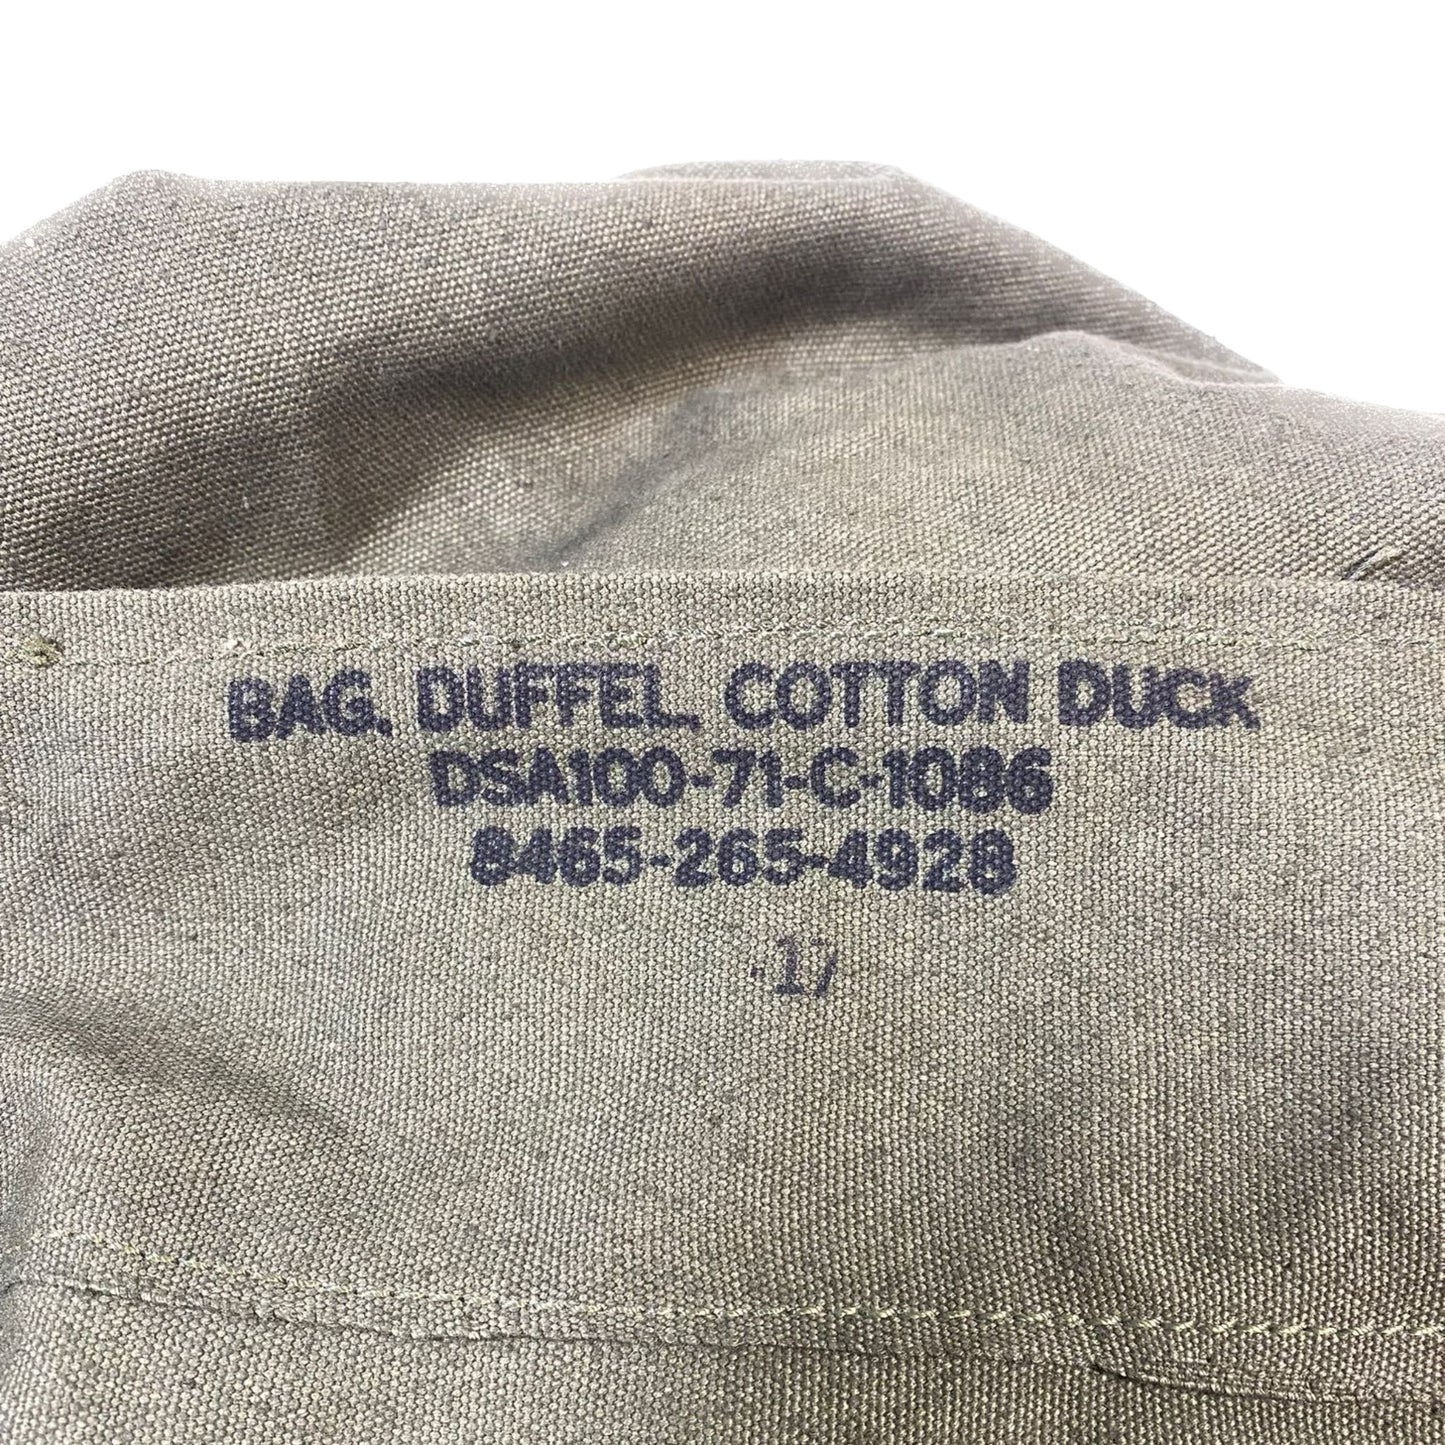 BAG, DUFFEL, COTTON DUCK
DSA100-71-C-1086
8465-265-4928